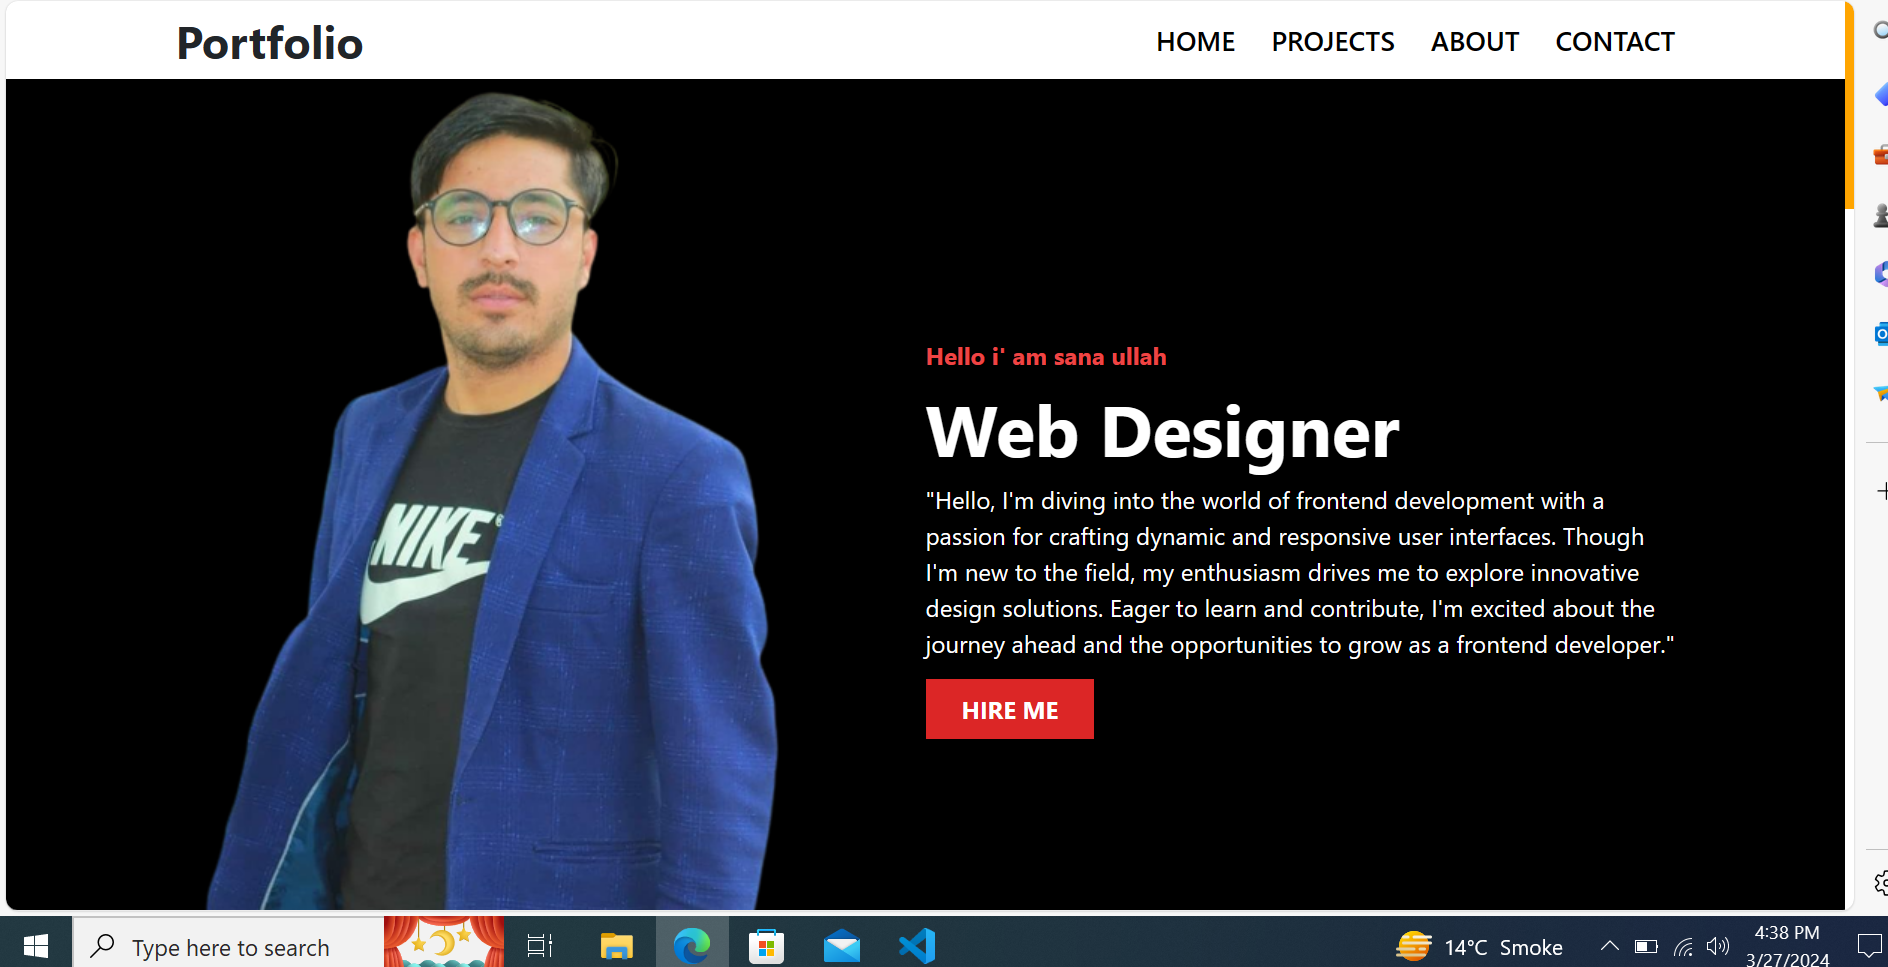 Portfolio
HOME PROJECTS ABOUT CONTACT
NIKE
Hello i' am sana ullah
Web Designer
"Hello, I'm diving into the world of frontend development with a
passion for crafting dynamic and responsive user interfaces. Though
I'm new to the field, my enthusiasm drives me to explore innovative
design solutions. Eager to learn and contribute, I'm excited about the
journey ahead and the opportunities to grow as a frontend developer."
HIRE ME
Type here to search
14°C Smoke
4:38 PM
3/27/2024